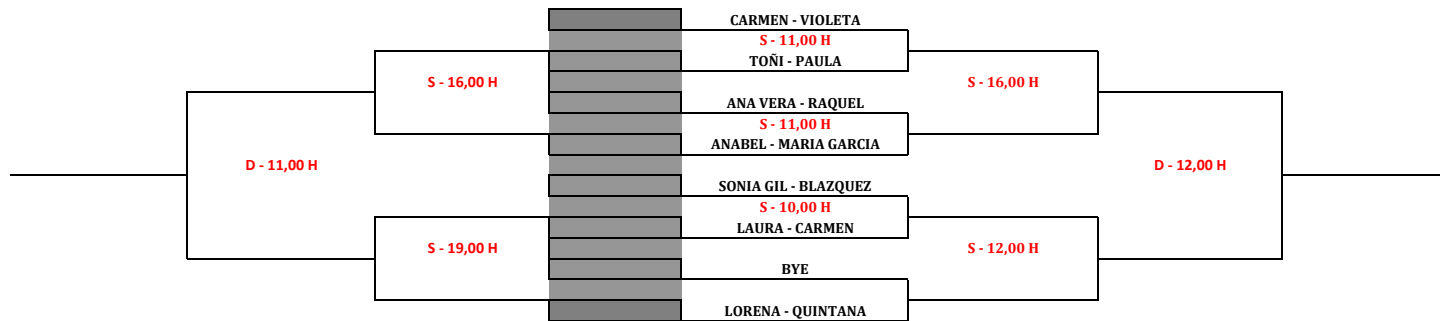 CARMEN - VIOLETA
S - 11,00 H
TOÑI - PAULA
S - 16,00 H
S - 16,00 H
ANA VERA - RAQUEL
S - 11,00 H
ANABEL - MARIA GARCIA
D - 11,00 H
D - 12,00 H
SONIA GIL - BLAZQUEZ
S - 10,00 H
LAURA - CARMEN
S - 19,00 H
S - 12,00 H
BYE
LORENA - QUINTANA